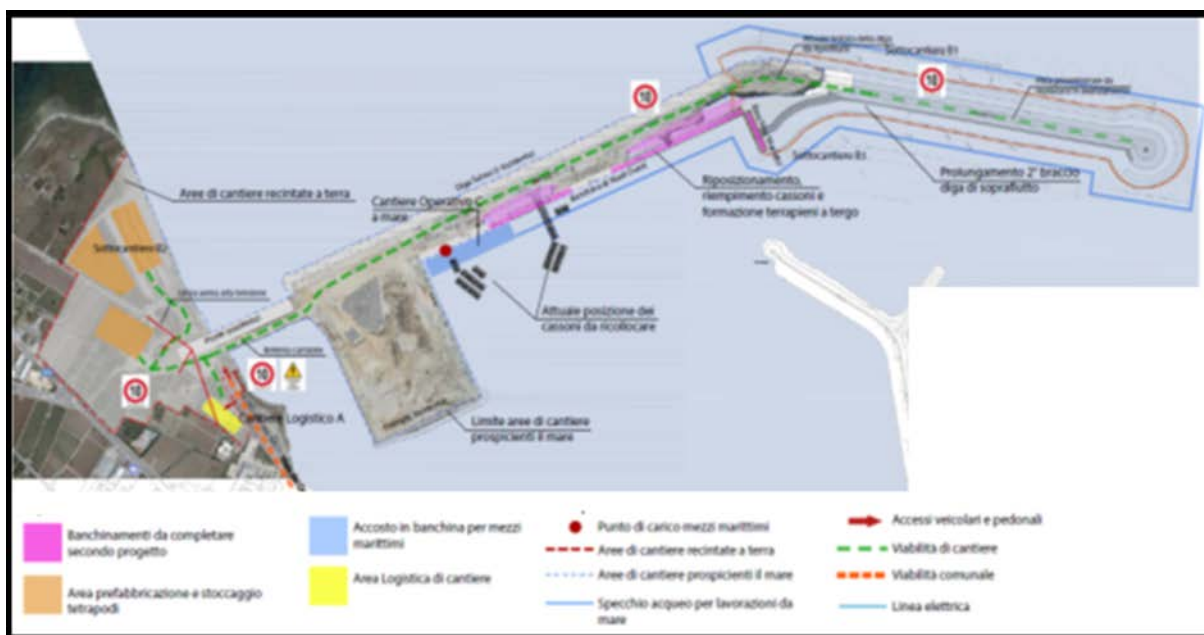 Sottocantiere B1
Aree di cantiere recintate a terra
Cantiere Operativo C
a mare
Riposizionamento,
riempimento cassoni e
formazione terrapieni a tergo
Sottocantiere B3
Prolungamento 2° braccio
diga di sopraflutto
Sottocantiere B2
Attuale posizione dei
cassoni da ricollocare
10
10
10
10
Cantiere Logistico A
Limite aree di cantiere
prospicienti il mare
Banchinamenti da completare
secondo progetto
Area prefabbricazione e stoccaggio
tetrapodi
Accosto in banchina per mezzi
marittimi
Area Logistica di cantiere
Punto di carico mezzi marittimi
Aree di cantiere recintate a terra
Aree di cantiere prospicienti il mare
Specchio acqueo per lavorazioni da
mare
Accessi veicolari e pedonali
Viabilità di cantiere
Viabilità comunale
Linea elettrica